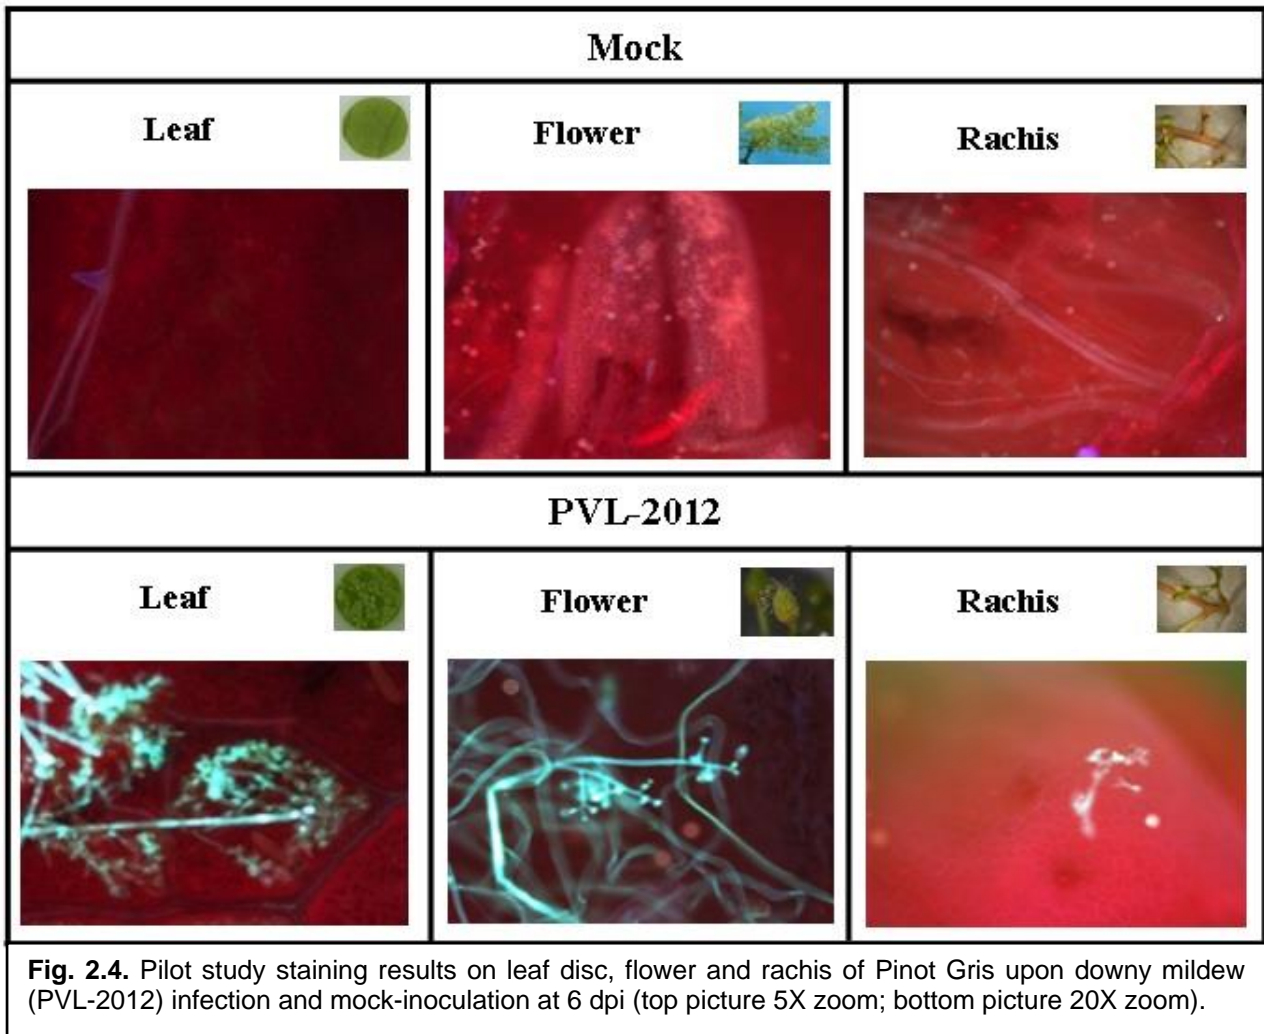 Mock
Leaf
Flower
Rachis
PVL-2012
Leaf
Flower
Rachis
Fig. 2.4. Pilot study staining results on leaf disc, flower and rachis of Pinot Gris upon downy mildew
(PVL-2012) infection and mock-inoculation at 6 dpi (top picture 5X zoom; bottom picture 20X zoom).